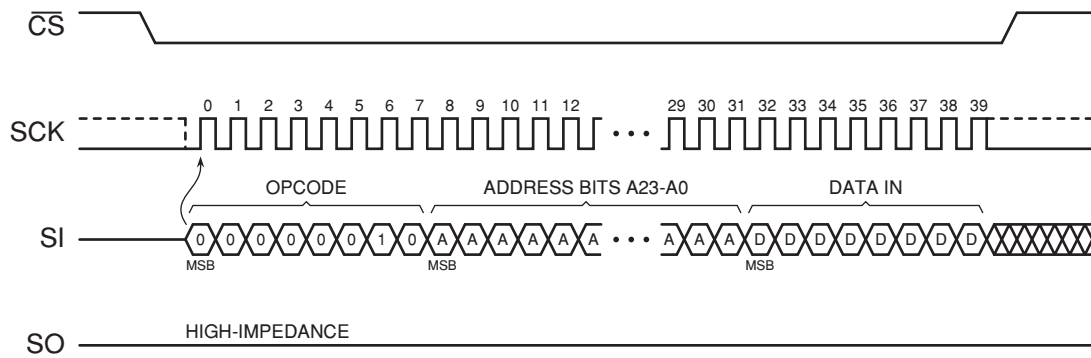 CS
0 1 2 3 4 5 6 7 8 9 10 11 12 29 30 31 32 33 34 35 36 37 38 39
SCK
OPCODE ADDRESS BITS A23-A0 DATA IN
SI 0 0 0 0 0 0 1 0 A A A A A A A A A D D D D D D D D
MSB MSB MSB
HIGH-IMPEDANCE
SO